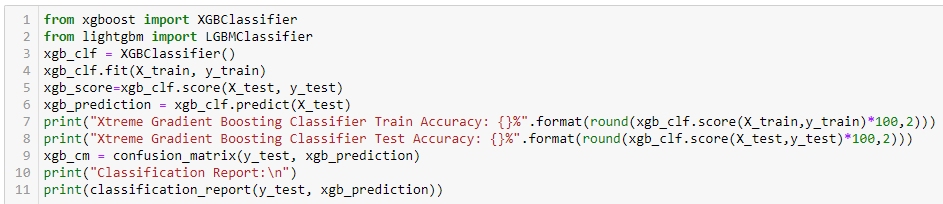 1 from xgboost import XGBClassifier
2 from lightgbm import LGBMClassifier
3 xgb_clf = XGBClassifier()
4 xgb_clf.fit(X_train, y_train)
5 xgb_score=xgb_clf.score(X_test, y_test)
6 xgb_prediction = xgb_clf.predict(X_test)
7 print("Xtreme Gradient Boosting Classifier Train Accuracy: {}%".format(round(xgb_clf.score(X_train,y_train)*100,2)))
8 print("Xtreme Gradient Boosting Classifier Test Accuracy: {}%".format(round(xgb_clf.score(X_test,y_test)*100,2)))
9 xgb_cm = confusion_matrix(y_test, xgb_prediction)
10 print("Classification Report:\n")
11 print(classification_report(y_test, xgb_prediction))